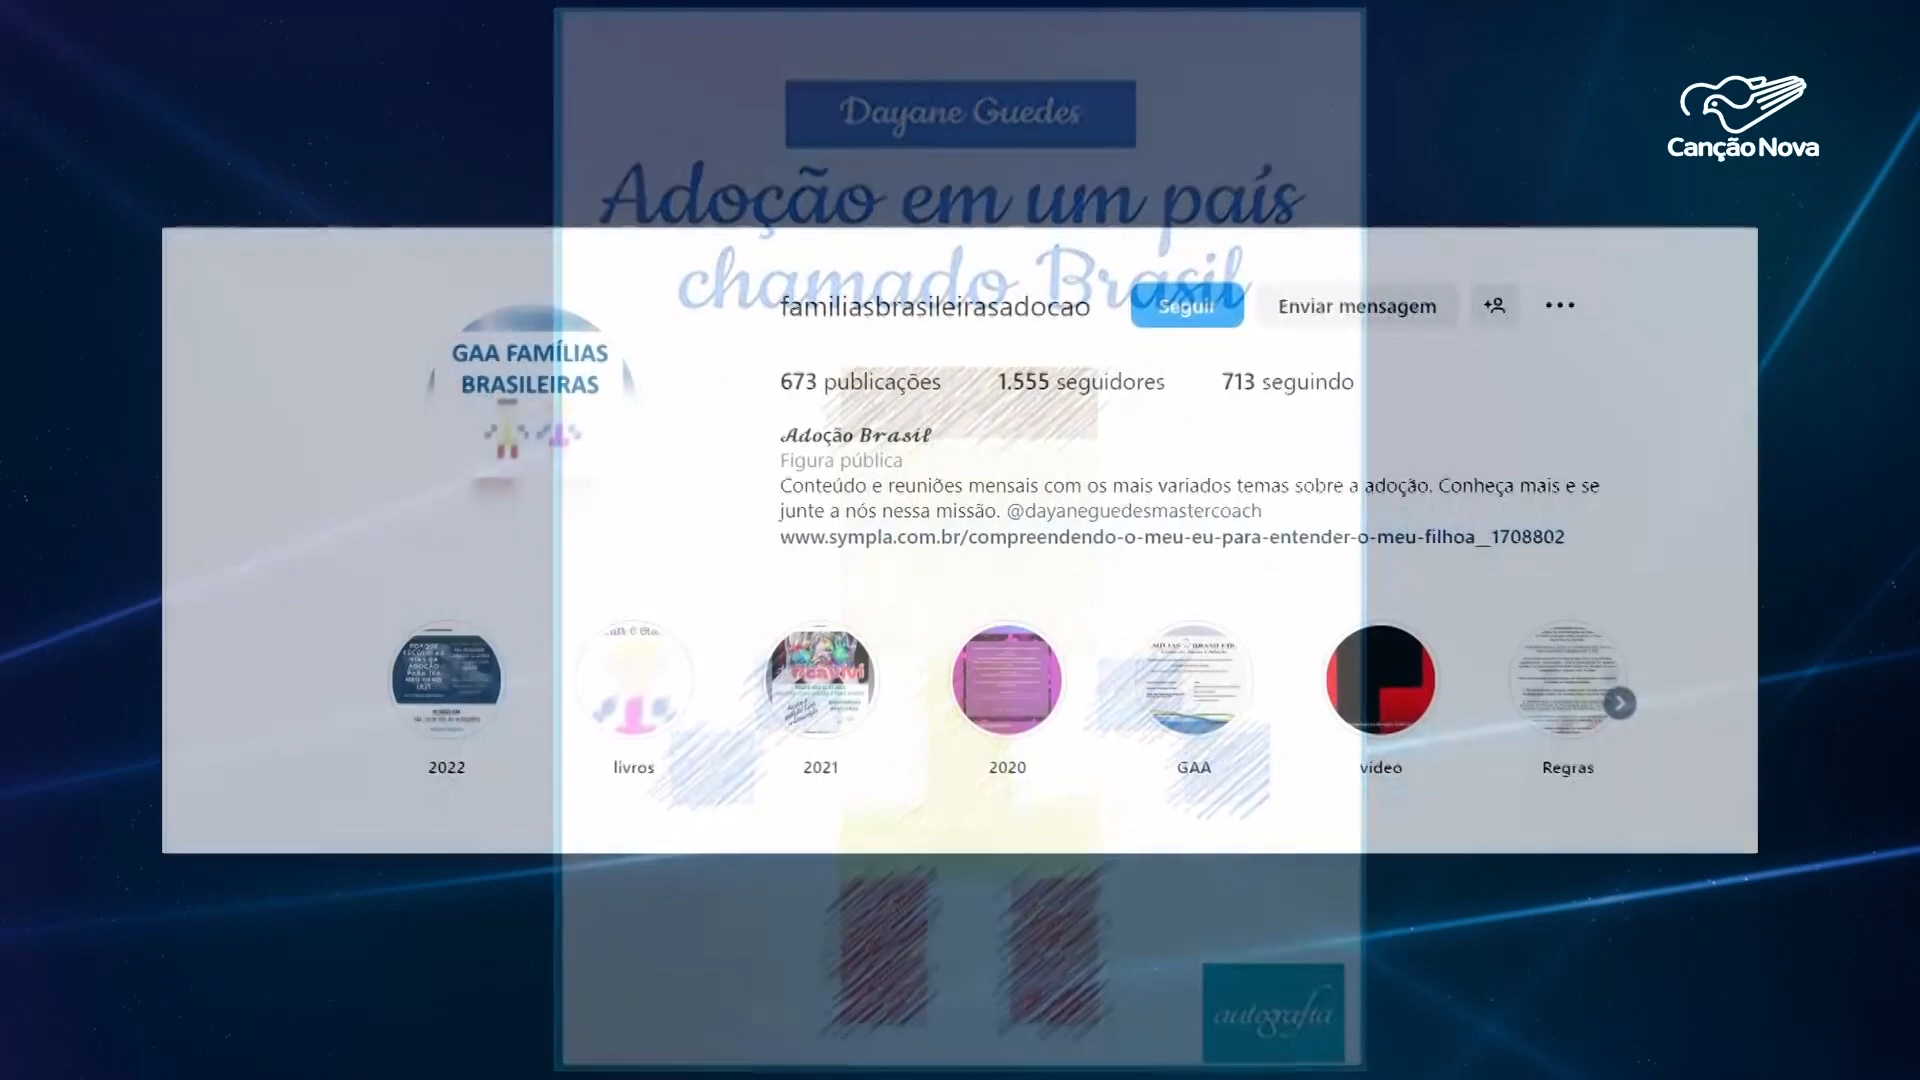 Canção Nova
Dayane Guedes
Adoção em um país
chamado Brasil
familiasbrasileirasadocao
Seguir
Enviar mensagem
GAA FAMÍLIAS
BRASILEIRAS
673 publicações
1.555 seguidores
713 seguindo
Adoção Brasil
Figura pública
Conteúdo e reuniões mensais com os mais variados temas sobre a adoção. Conheça mais e se
junte a nós nessa missão. @dayaneguedesmastercoach
www.sympla.com.br/compreendendo-o-meu-eu-para-entender-o-meu-filhoa__1708802
2022
livros
2021
2020
GAA
vídeo
Regras
autografia